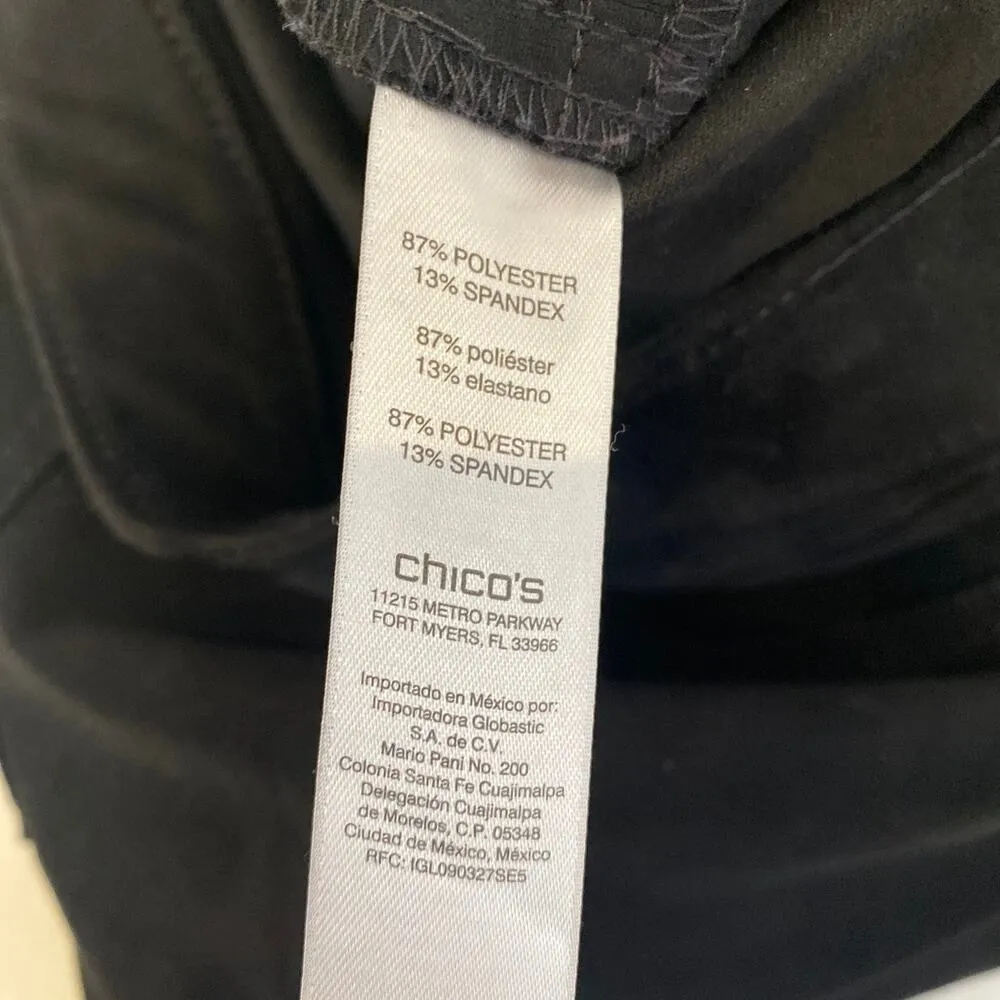 87% POLYESTER
13% SPANDEX
87% poliéster
13% elastano
87% POLYESTER
13% SPANDEX
chico's
11215 METRO PARKWAY
FORT MYERS, FL 33966
Importado en México por:
Importadora Globastic
S.A. de C.V.
Mario Pani No. 200
Colonia Santa Fe Cuajimalpa
Delegación Cuajimalpa
de Morelos, C.P. 05348
Ciudad de México, México
RFC: IGL090327SE5